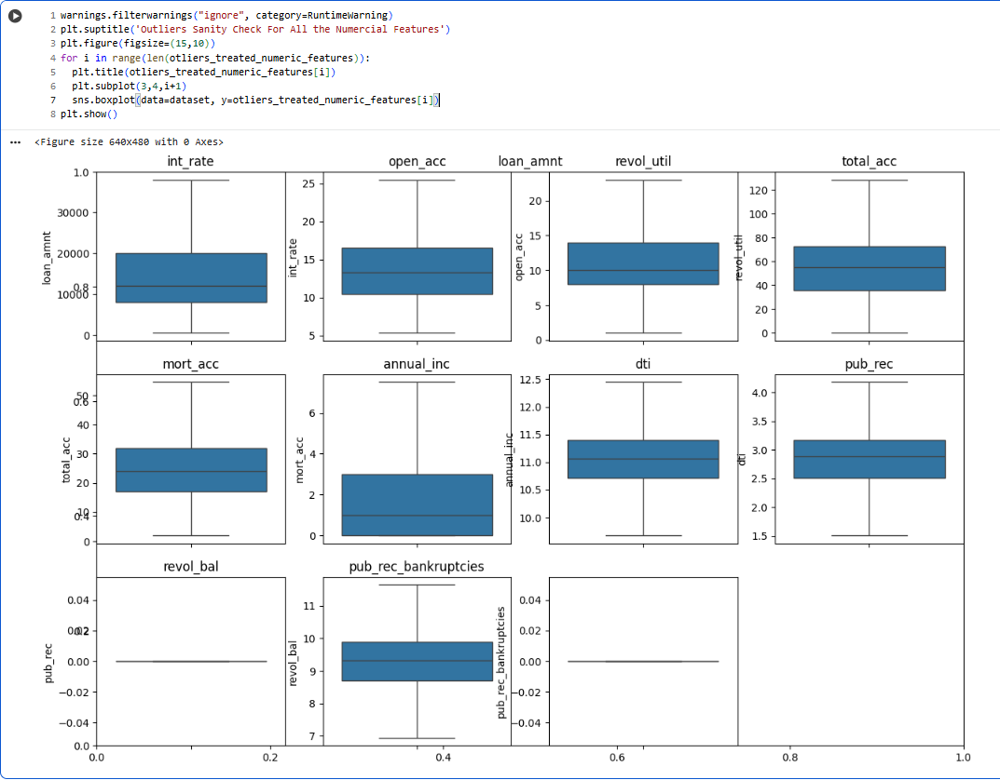 1 warnings.filterwarnings("ignore", category=RuntimeWarning)
2 plt.suptitle('Outliers Sanity Check For All the Numercial Features')
3 plt.figure(figsize=(15,10))
4 for i in range(len(otliers_treated_numeric_features)):
5 plt.title(otliers_treated_numeric_features[i])
6 plt.subplot(3,4,i+1)
7 sns.boxplot(data=dataset, y=otliers_treated_numeric_features[i])
8 plt.show()
<Figure size 640x480 with 0 Axes>
int_rate open_acc loan_amnt revol_util total_acc
1.0
loan_amnt
30000
20000
0.8
10000
0
int_rate
25
20
15
10
5
open_acc
20
15
10
5
0
revol_util
120
100
80
60
40
20
0
mort_acc annual_inc dti pub_rec
total_acc
50
0.6
40
30
20
10
0.4
0
mort_acc
6
4
2
0
annual_inc
12.5
12.0
11.5
11.0
10.5
10.0
dti
4.0
3.5
3.0
2.5
2.0
1.5
revol_bal pub_rec_bankruptcies
pub_rec
0.04
0.02
0.2
0.00
−0.02
−0.04
0.0
revol_bal
11
10
9
8
7
pub_rec_bankruptcies
0.04
0.02
0.00
−0.02
−0.04
0.0 0.2 0.4 0.6 0.8 1.0